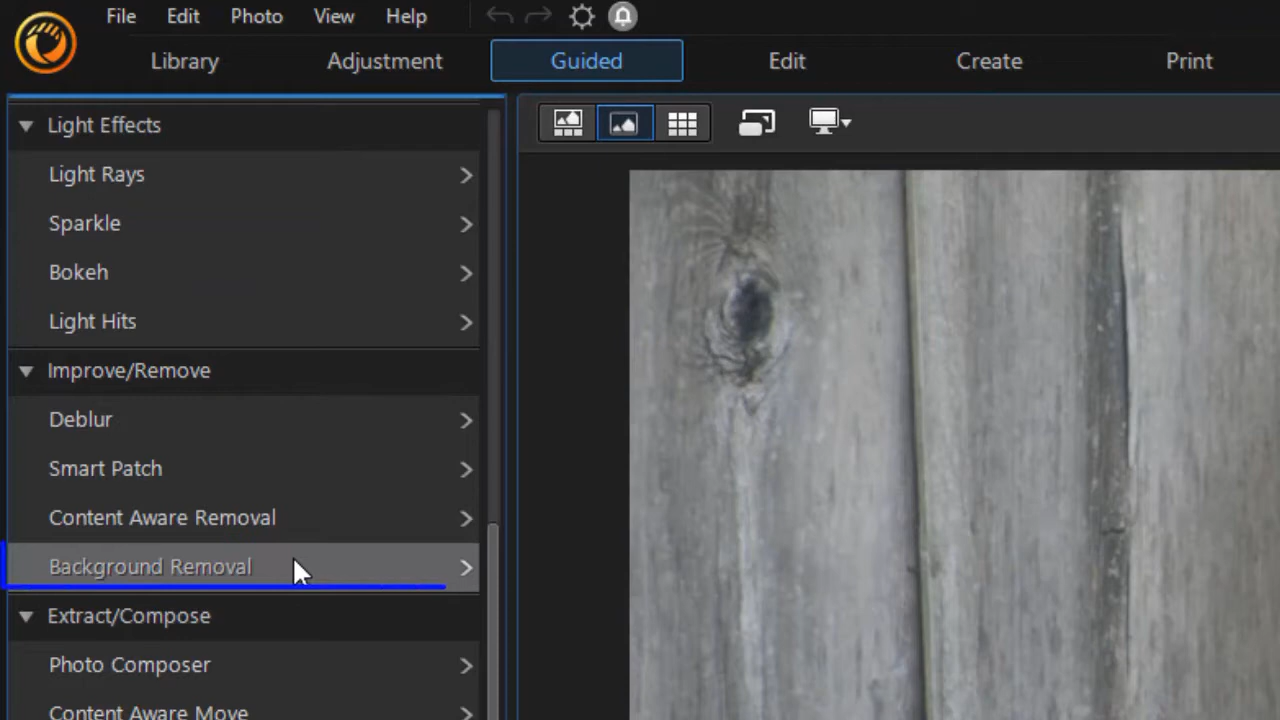 File Edit Photo View Help
Library Adjustment Guided Edit Create Print
Light Effects
Light Rays
Sparkle
Bokeh
Light Hits
Improve/Remove
Deblur
Smart Patch
Content Aware Removal
Background Removal
Extract/Compose
Photo Composer
Content Aware Move